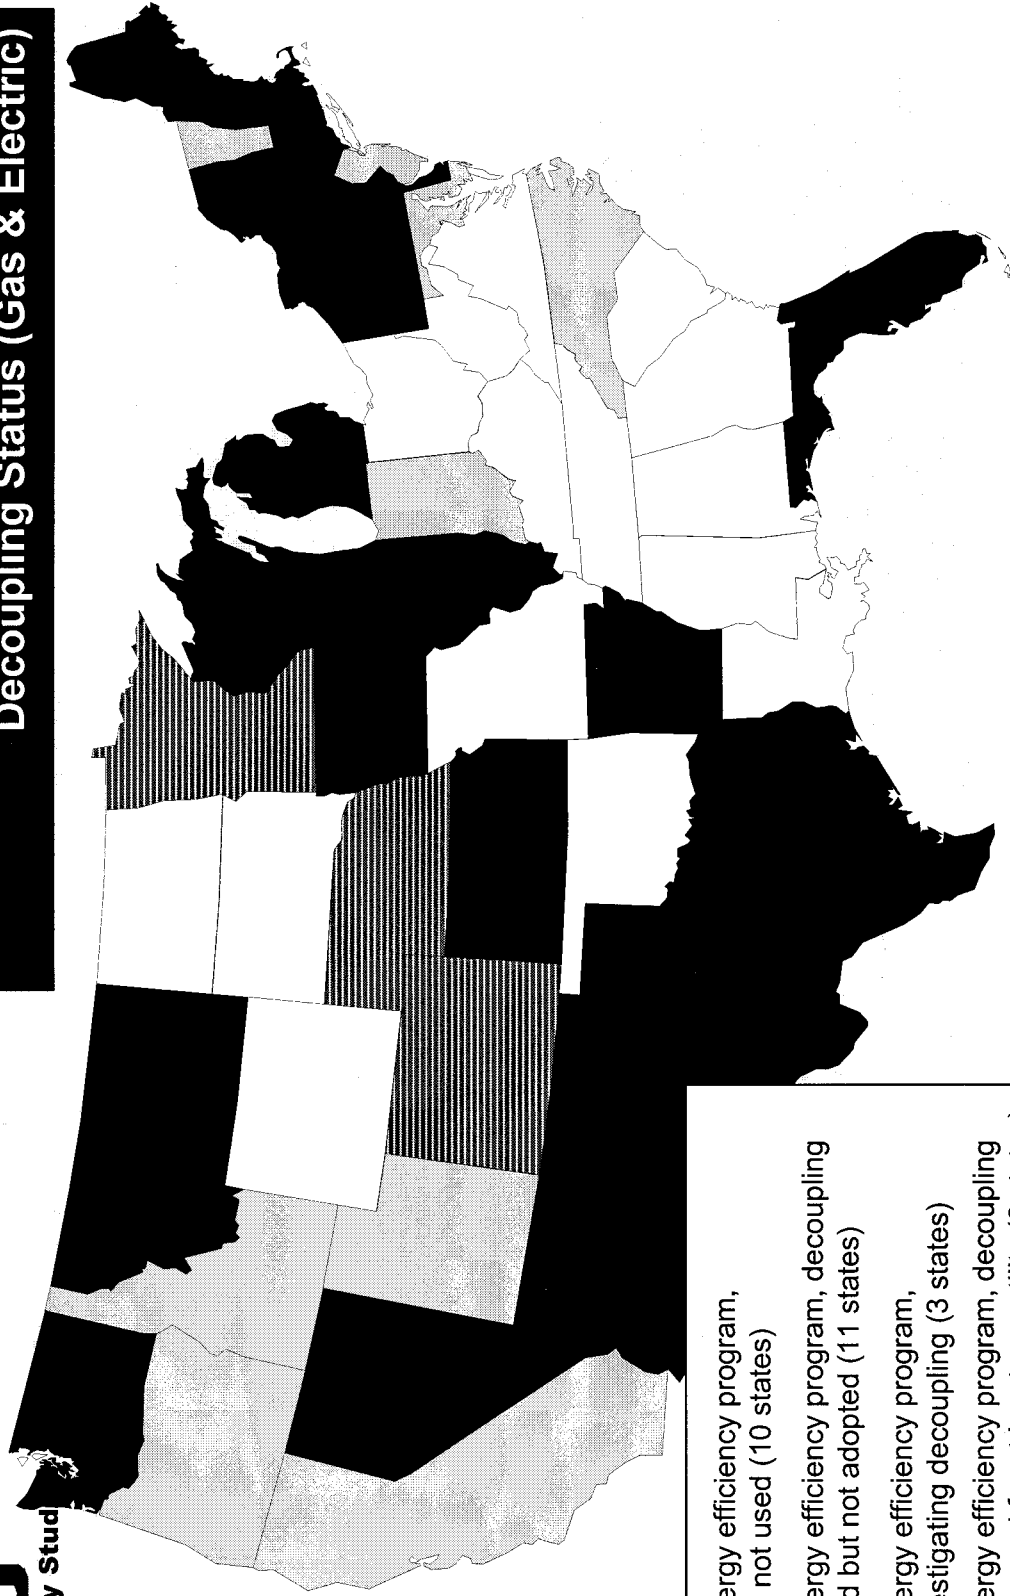 Decoupling Status (Gas & Electric)
y Stud
ergy efficiency program,
not used (10 states)
ergy efficiency program, decoupling
d but not adopted (11 states)
ergy efficiency program,
estigating decoupling (3 states)
ergy efficiency program, decoupling